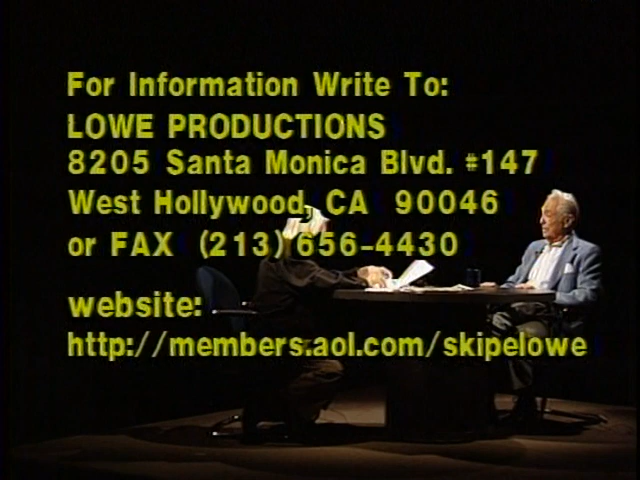 For Information Write To:
LOWE PRODUCTIONS
8205 Santa Monica Blvd. #147
West Hollywood, CA 90046
or FAX (213) 656-4430
website:
http://members.aol.com/skipelowe